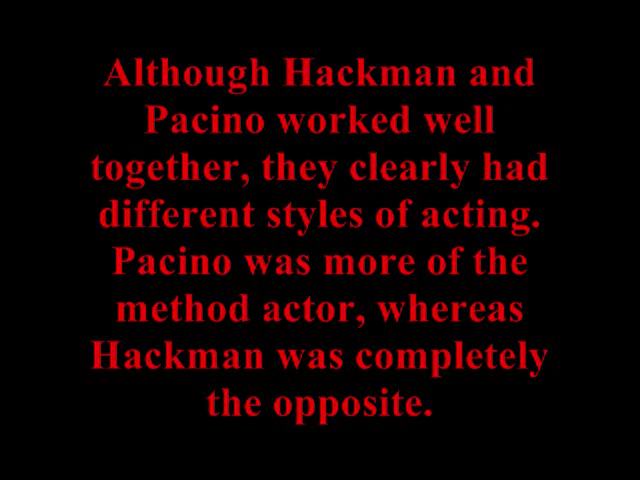 Although Hackman and
Pacino worked well
together, they clearly had
different styles of acting.
Pacino was more of the
method actor, whereas
Hackman was completely
the opposite.